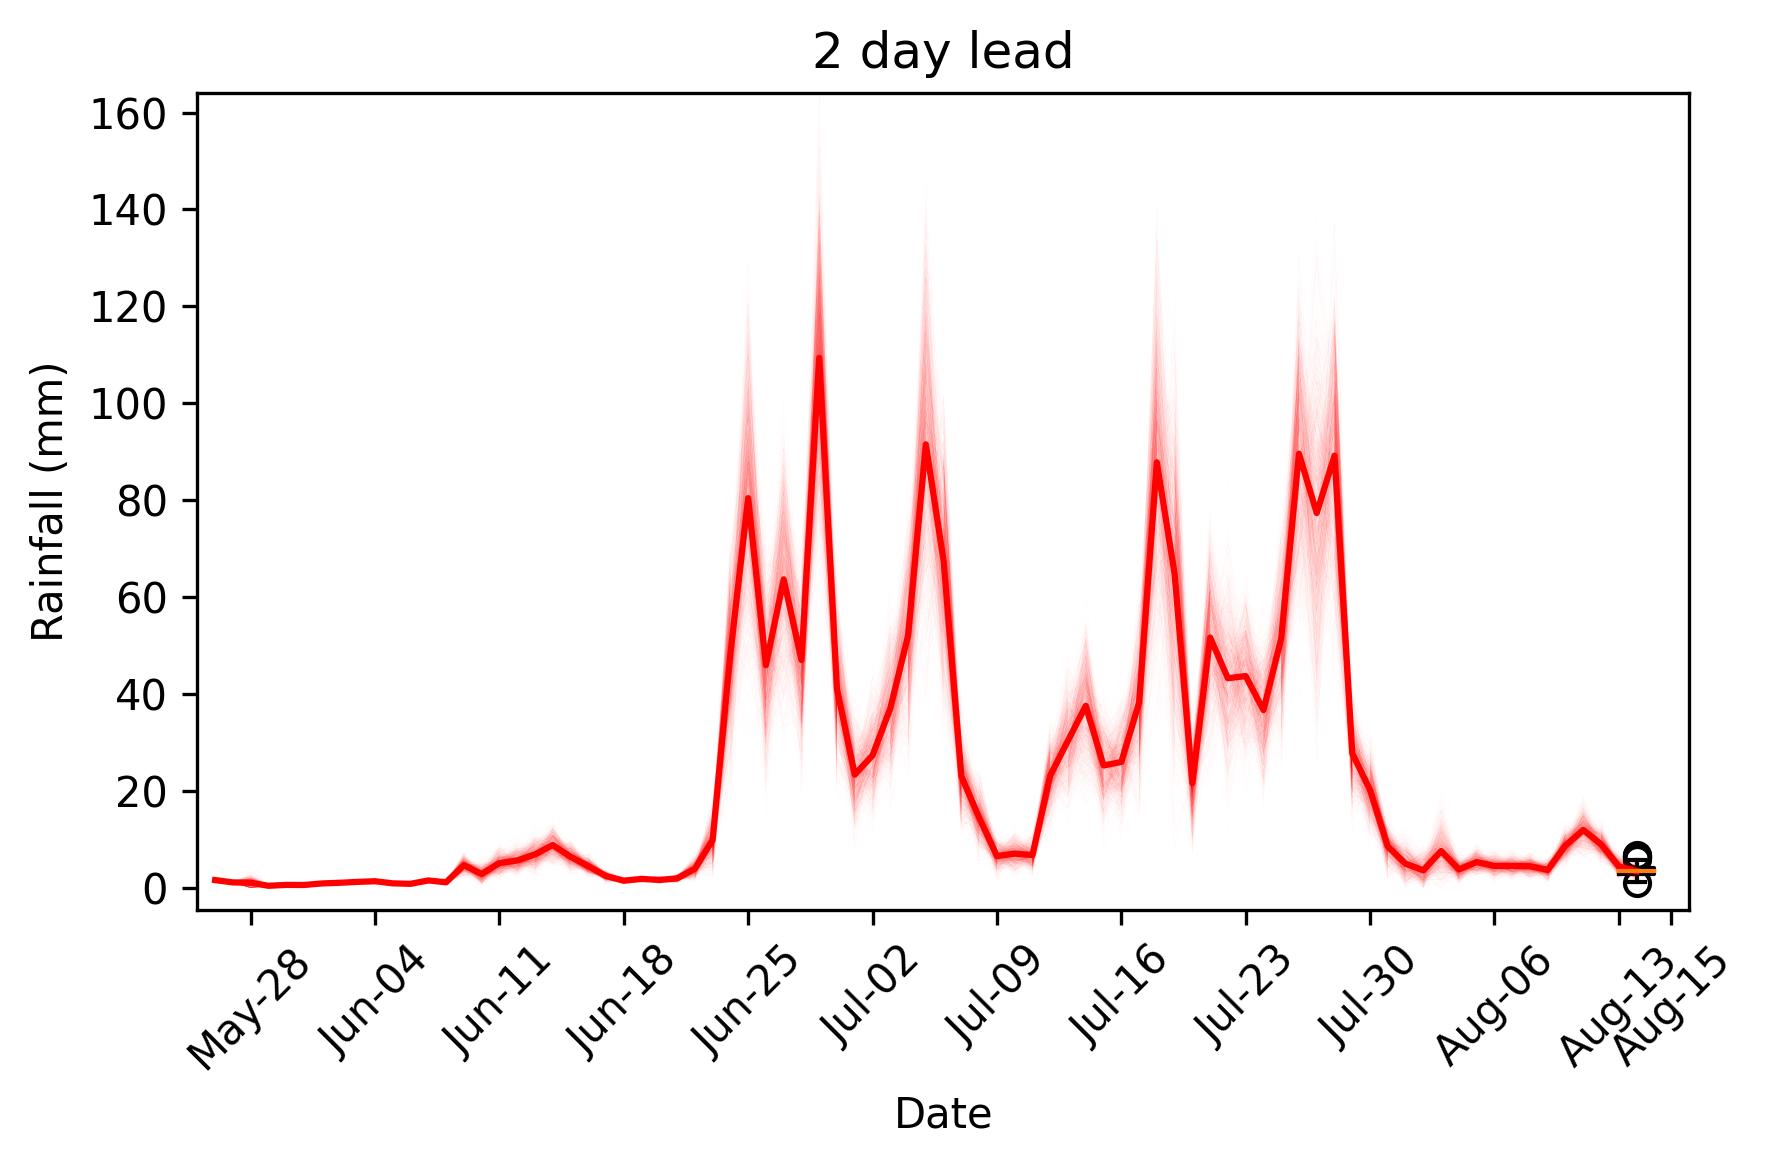 2 day lead
Rainfall (mm)
160
140
120
100
80
60
40
20
0
May-28
Jun-04
Jun-11
Jun-18
Jun-25
Jul-02
Jul-09
Jul-16
Jul-23
Jul-30
Aug-06
Aug-13
Aug-15
Date